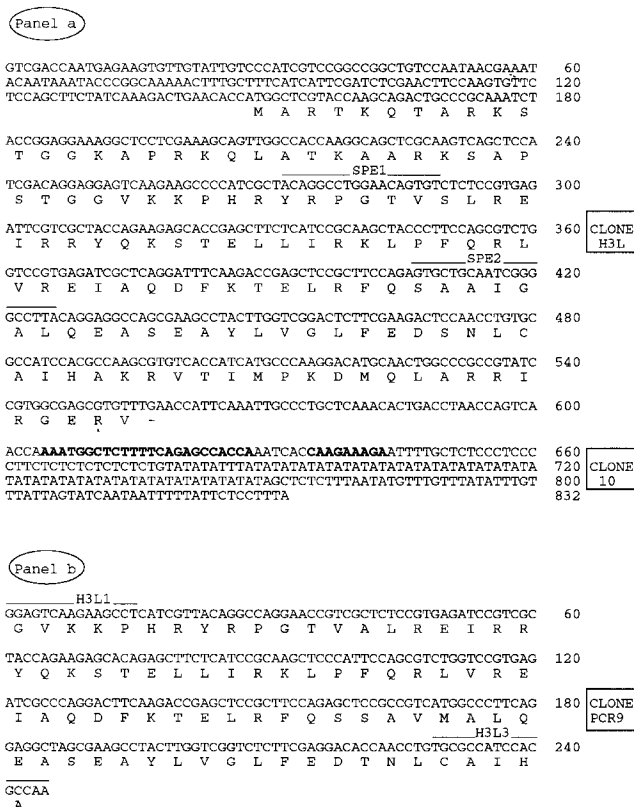 Panel a
GTCGACCAATGAGAAGTGTTGTATTGTCCCATCGTCCGGCCGGCTGTCCAATAACGAAAT 60
ACAATAAATACCCGGCAAAAACTTTGCTTTCATCATTCGATCTCGAACTTCCAAGTGTTC 120
TCCAGCTTCTATCAAAGACTGAACACCATGGCTCGTACCAAGCAGACTGCCCGCAAATCT 180
M A R T K Q T A R K S
ACCGGAGGAAAGGCTCCTCGAAAGCAGTTGGCCACCAAGGCAGCTCGCAAGTCAGCTCCA 240
T G G K A P R K Q L A T K A A R K S A P
SPE1
TCGACAGGAGGAGTCAAGAAGCCCCATCGCTACAGGCCTGGAACAGTGTCTCTCCGTGAG 300
S T G G V K K P H R Y R P G T V S L R E
ATTCGTCGCTACCAGAAGAGCACCGAGCTTCTCATCCGCAAGCTACCCTTCCAGCGTCTG 360
I R R Y Q K S T E L L I R K L P F Q R L
CLONE
H3L
SPE2
GTCCGTGAGATCGCTCAGGATTTCAAGACCGAGCTCCGCTTCCAGAGTGCTGCAATCGGG 420
V R E I A Q D F K T E L R F Q S A A I G
GCCTTACAGGAGGCCAGCGAAGCCTACTTGGTCGGACTCTTCGAAGACTCCAACCTGTGC 480
A L Q E A S E A Y L V G L F E D S N L C
GCCATCCACGCCAAGCGTGTCACCATCATGCCCAAGGACATGCAACTGGCCCGCCGTATC 540
A I H A K R V T I M P K D M Q L A R R I
CGTGGCGAGCGTGTTTGAACCATTCAAATTGCCCTGCTCAAACACTGACCTAACCAGTCA 600
R G E R V -
ACCAAAATGGCTCTTTTCAGAGCCACCAAATCACCAAGAAAGAATTTTGCTCTCCCTCCC 660
CTTCTCTCTCTCTCTCTGTATATATTTATATATATATATATATATATATATATATATATA 720
TATATATATATATATATATATATATATAGCTCTCTTTAATATGTTTGTTTATATTTGT 800
TTATTAGTATCAATAATTTTTATTCTCCTTTA 832
CLONE
10
Panel b
H3L1
GGAGTCAAGAAGCCTCATCGTTACAGGCCAGGAACCGTCGCTCTCCGTGAGATCCGTCGC 60
G V K K P H R Y R P G T V A L R E I R R
TACCAGAAGAGCACAGAGCTTCTCATCCGCAAGCTCCCATTCCAGCGTCTGGTCCGTGAG 120
Y Q K S T E L L I R K L P F Q R L V R E
ATCGCCCAGGACTTCAAGACCGAGCTCCGCTTCCAGAGCTCCGCCGTCATGGCCCTTCAG 180
I A Q D F K T E L R F Q S S A V M A L Q
CLONE
PCR9
H3L3
GAGGCTAGCGAAGCCTACTTGGTCGGTCTCTTCGAGGACACCAACCTGTGCGCCATCCAC 240
E A S E A Y L V G L F E D T N L C A I H
GCCAA
A